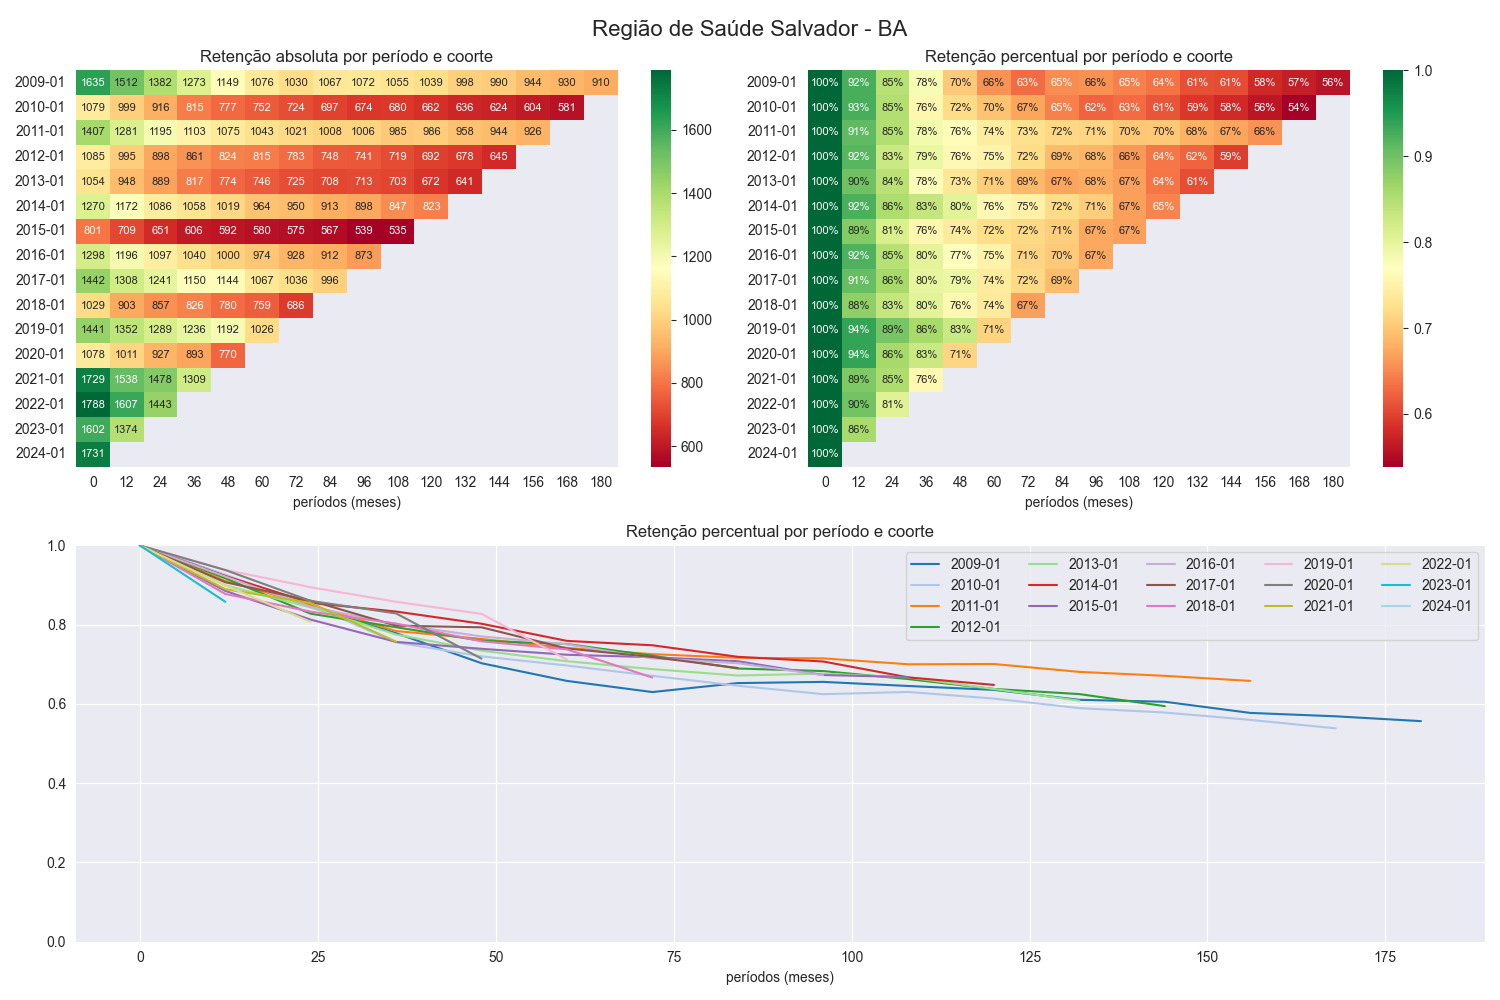 Região de Saúde Salvador - BA
Retenção absoluta por período e coorte
2009-01 1635 1512 1382 1273 1149 1076 1030 1067 1072 1055 1039 998 990 944 930 910
2010-01 1079 999 916 815 777 752 724 697 674 680 662 636 624 604 581
2011-01 1407 1281 1195 1103 1075 1043 1021 1008 1006 985 986 958 944 926
2012-01 1085 995 898 861 824 815 783 748 741 719 692 678 645
2013-01 1054 948 889 817 774 746 725 708 713 703 672 641
2014-01 1270 1172 1086 1058 1019 964 950 913 898 847 823
2015-01 801 709 651 606 592 580 575 567 539 535
2016-01 1298 1196 1097 1040 1000 974 928 912 873
2017-01 1442 1308 1241 1150 1144 1067 1036 996
2018-01 1029 903 857 826 780 759 686
2019-01 1441 1352 1289 1236 1192 1026
2020-01 1078 1011 927 893 770
2021-01 1729 1538 1478 1309
2022-01 1788 1607 1443
2023-01 1602 1374
2024-01 1731
0 12 24 36 48 60 72 84 96 108 120 132 144 156 168 180
períodos (meses)
1600
1400
1200
1000
800
600
Retenção percentual por período e coorte
2009-01 100% 92% 85% 78% 70% 66% 63% 65% 66% 65% 64% 61% 61% 58% 57% 56%
2010-01 100% 93% 85% 76% 72% 70% 67% 65% 62% 63% 61% 59% 58% 56% 54%
2011-01 100% 91% 85% 78% 76% 74% 73% 72% 71% 70% 70% 68% 67% 66%
2012-01 100% 92% 83% 79% 76% 75% 72% 69% 68% 66% 64% 62% 59%
2013-01 100% 90% 84% 78% 73% 71% 69% 67% 68% 67% 64% 61%
2014-01 100% 92% 86% 83% 80% 76% 75% 72% 71% 67% 65%
2015-01 100% 89% 81% 76% 74% 72% 72% 71% 67% 67%
2016-01 100% 92% 85% 80% 77% 75% 71% 70% 67%
2017-01 100% 91% 86% 80% 79% 74% 72% 69%
2018-01 100% 88% 83% 80% 76% 74% 67%
2019-01 100% 94% 89% 86% 83% 71%
2020-01 100% 94% 86% 83% 71%
2021-01 100% 89% 85% 76%
2022-01 100% 90% 81%
2023-01 100% 86%
2024-01 100%
0 12 24 36 48 60 72 84 96 108 120 132 144 156 168 180
períodos (meses)
1.0
0.9
0.8
0.7
0.6
Retenção percentual por período e coorte
1.0
0.8
0.6
0.4
0.2
0.0
2009-01 2013-01 2016-01 2019-01 2022-01
2010-01 2014-01 2017-01 2020-01 2023-01
2011-01 2015-01 2018-01 2021-01 2024-01
2012-01
0 25 50 75 100 125 150 175
períodos (meses)